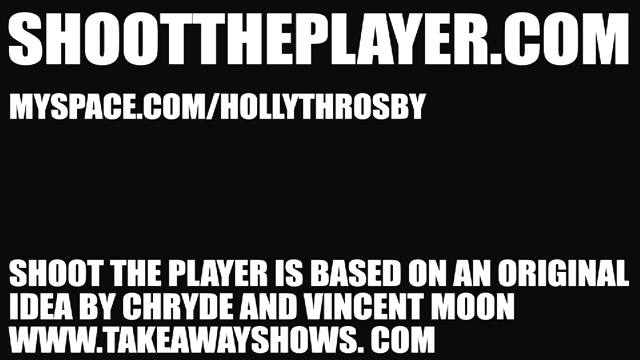 SHOOTTHEPLAYER.COM
MYSPACE.COM/HOLLYTHROSBY
SHOOT THE PLAYER IS BASED ON AN ORIGINAL
IDEA BY CHRYDE AND VINCENT MOON
WWW.TAKEAWAYSHOWS. COM